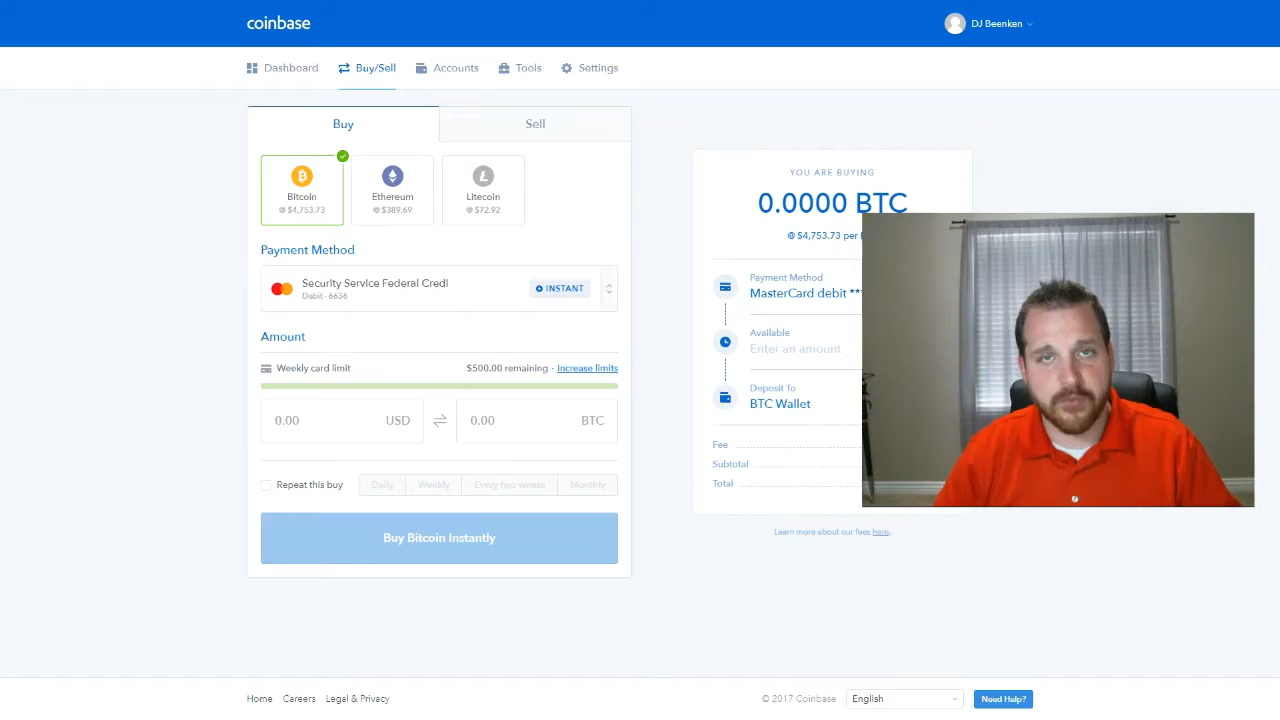 coinbase
DJ Beenken
Dashboard Buy/Sell Accounts Tools Settings
Buy Sell
Bitcoin Ethereum Litecoin
@ $4,753.73 @ $389.69 @ $72.92
Payment Method
Security Service Federal Credi
Debit · 6636
INSTANT
Amount
Weekly card limit $500.00 remaining · Increase limits
0.00 USD 0.00 BTC
Repeat this buy Daily Weekly Every two weeks Monthly
Buy Bitcoin Instantly
YOU ARE BUYING
0.0000 BTC
@ $4,753.73 per
Payment Method
MasterCard debit **
Available
Enter an amount
Deposit To
BTC Wallet
Fee
Subtotal
Total
Learn more about our fees here.
Home Careers Legal & Privacy
© 2017 Coinbase English Need Help?